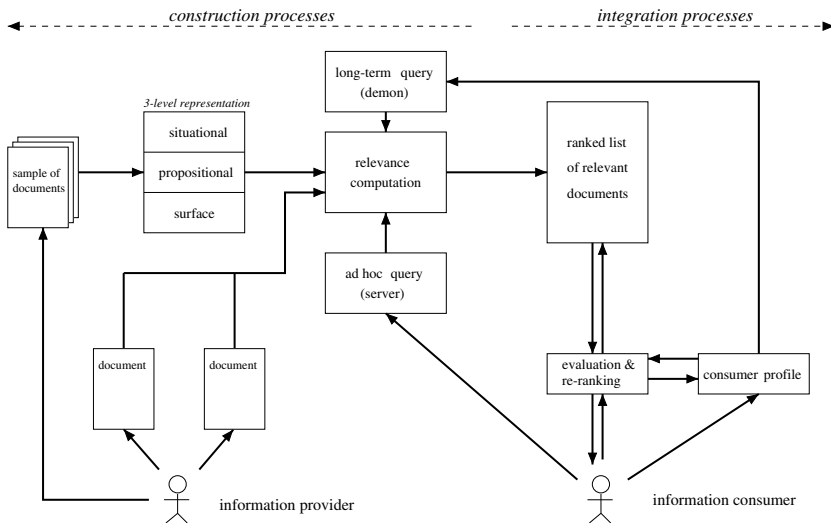 construction processes
integration processes
long-term query
(demon)
3-level representation
situational
propositional
surface
sample of
documents
relevance
computation
ranked list
of relevant
documents
ad hoc query
(server)
document
document
evaluation &
re-ranking
consumer profile
information provider
information consumer